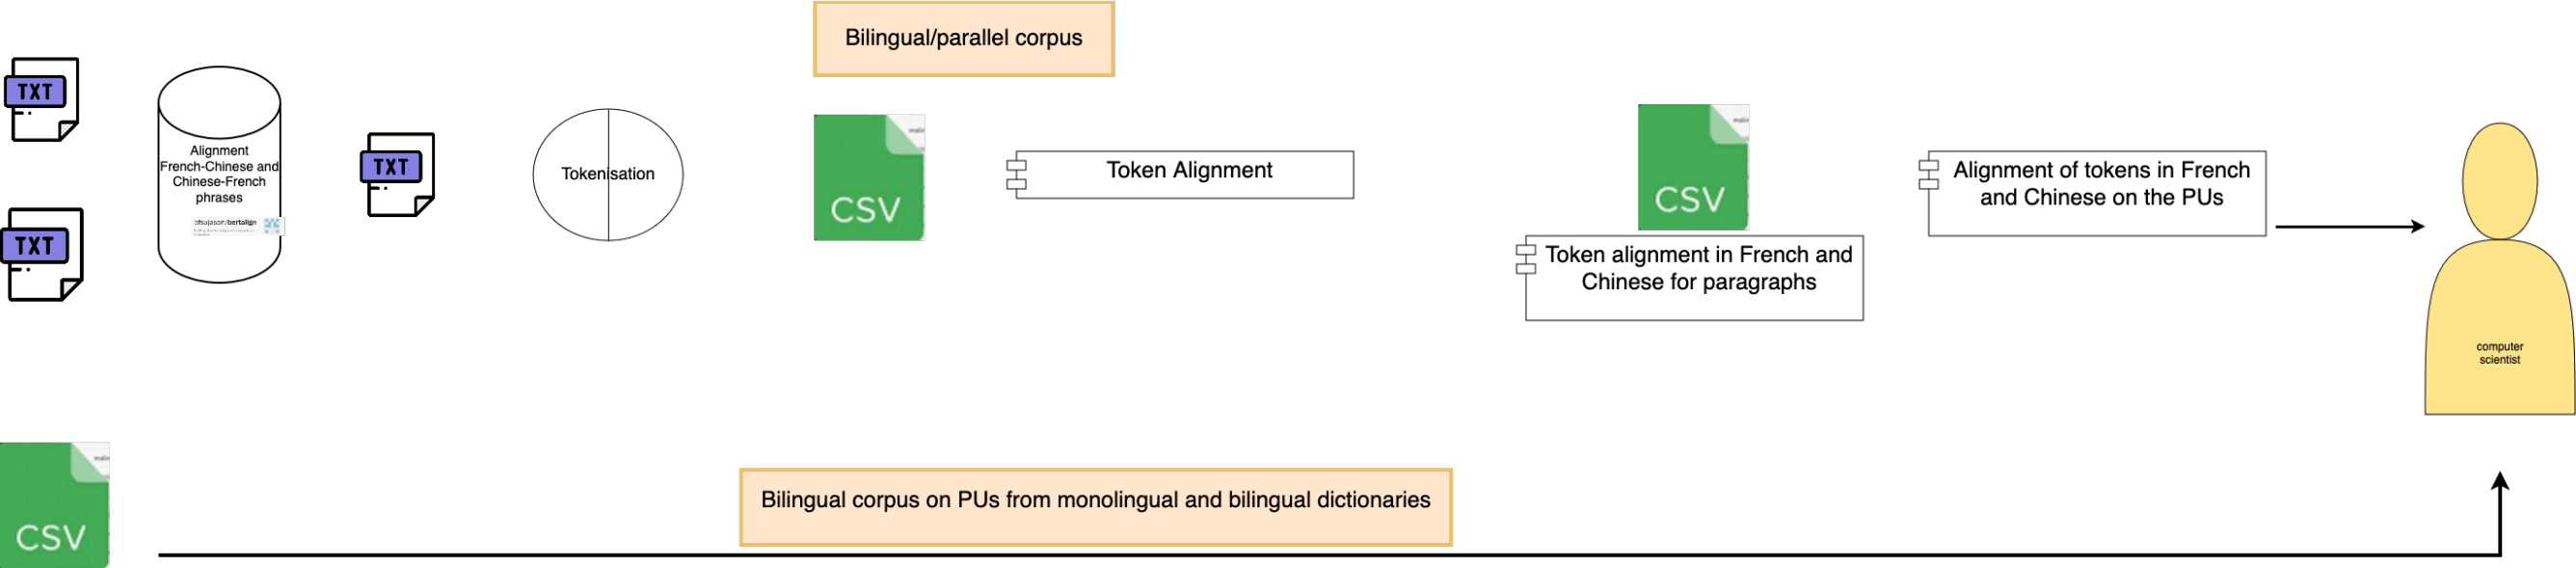 Bilingual/parallel corpus
TXT
TXT
Alignment
French-Chinese and
Chinese-French
phrases
bfsujason/bertalign
TXT
Tokenisation
CSV
Token Alignment
CSV
Token alignment in French and
Chinese for paragraphs
Alignment of tokens in French
and Chinese on the PUs
computer
scientist
CSV
Bilingual corpus on PUs from monolingual and bilingual dictionaries